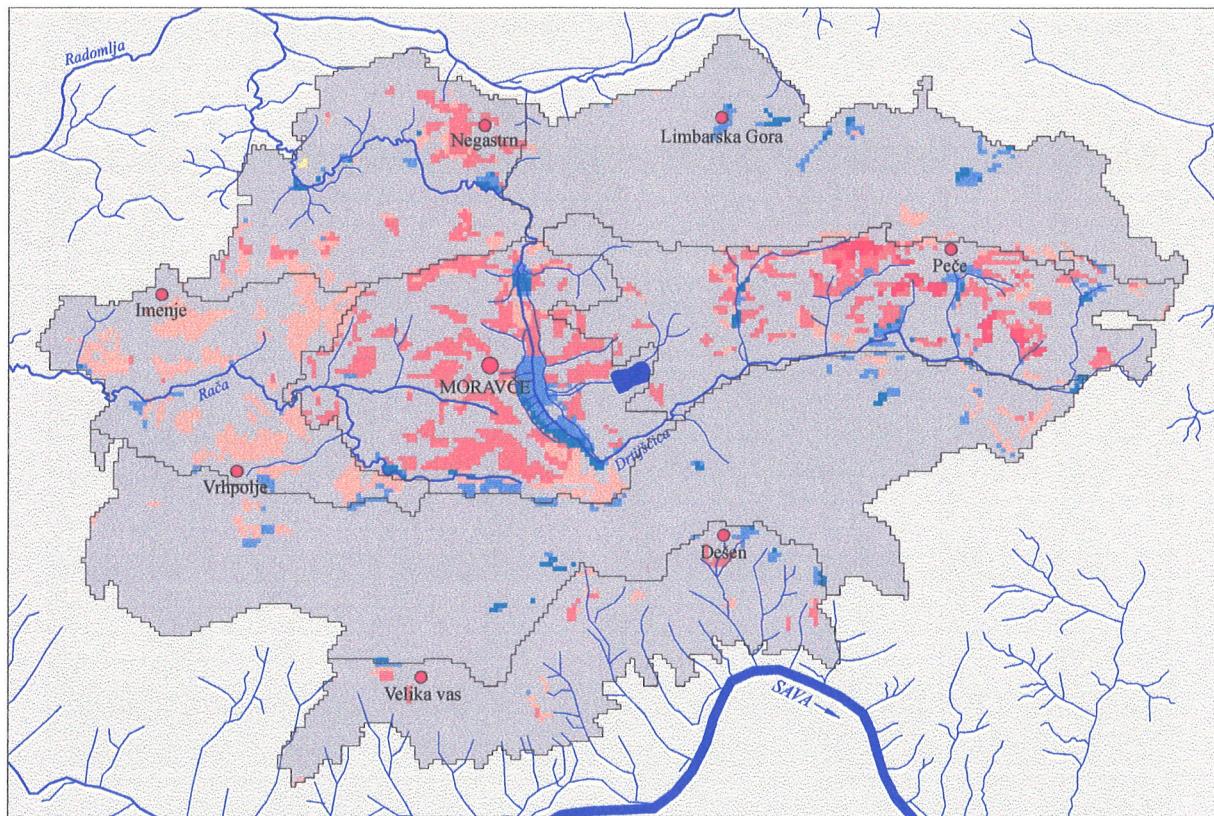 Radomlja
Negastrn
Limbarska Gora
Peče
Imenje
MORAVČE
Rača
Drtijščica
Vrhpolje
Dešen
Velika vas
SAVA